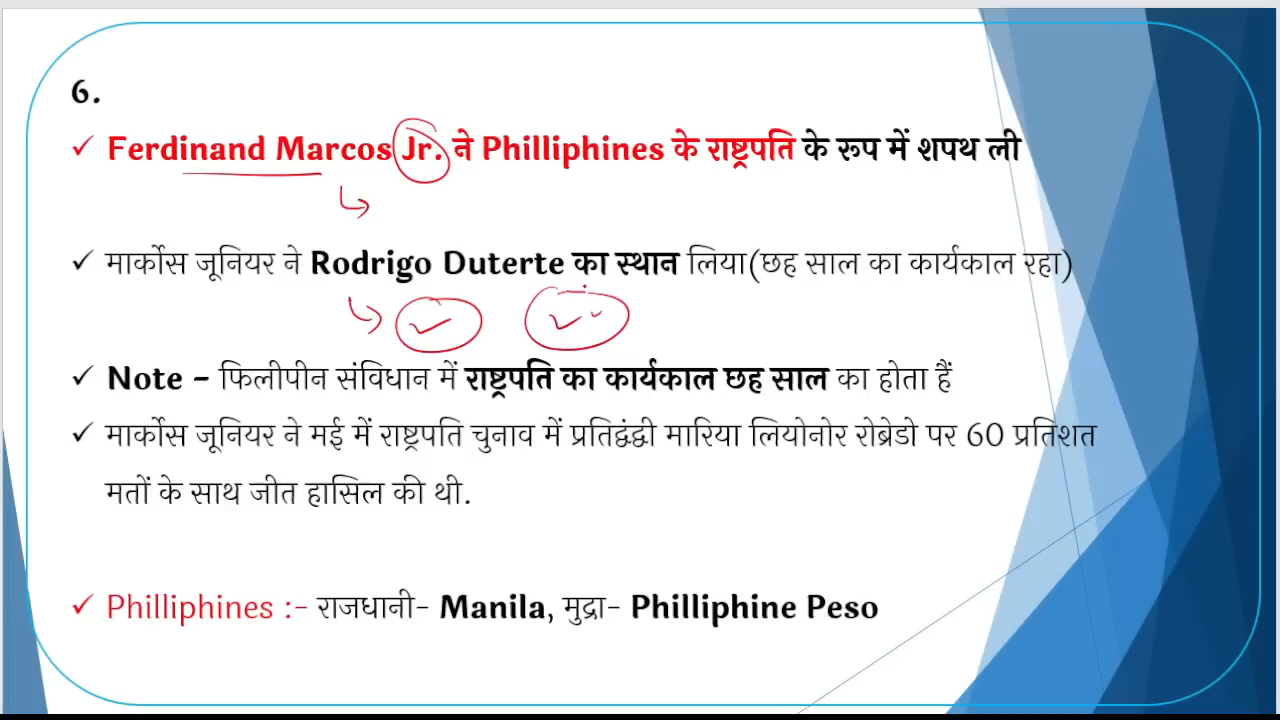 6.
✓ Ferdinand Marcos Jr. ने Philliphines के राष्ट्रपति के रूप में शपथ ली
✓ मार्कोस जूनियर ने Rodrigo Duterte का स्थान लिया(छह साल का कार्यकाल रहा)
✓ Note – फिलीपीन संविधान में राष्ट्रपति का कार्यकाल छह साल का होता हैं
✓ मार्कोस जूनियर ने मई में राष्ट्रपति चुनाव में प्रतिद्वंद्वी मारिया लियोनोर रोब्रेडो पर 60 प्रतिशत
मतों के साथ जीत हासिल की थी.
✓ Philliphines :- राजधानी- Manila, मुद्रा- Philliphine Peso